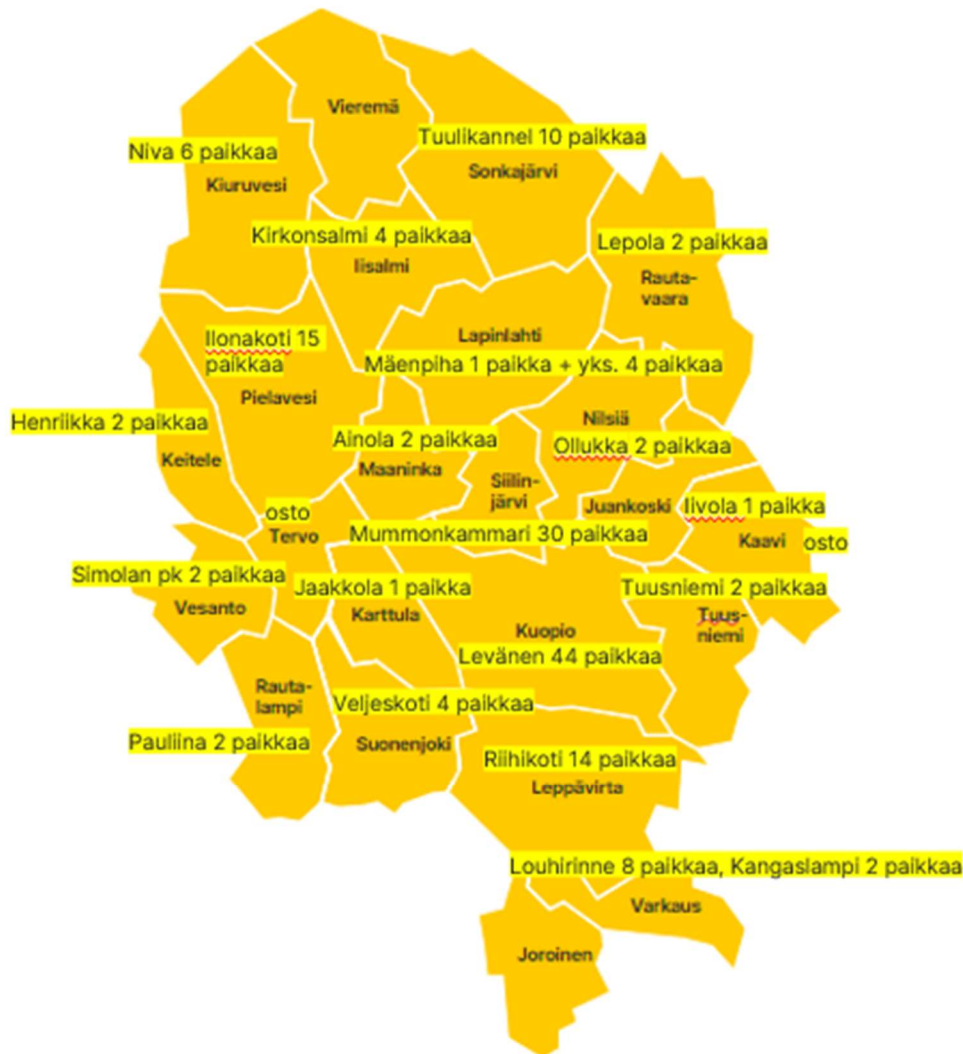 Vieremä
Tuulikannel 10 paikkaa
Niva 6 paikkaa
Sonkajärvi
Kiuruvesi
Kirkonsalmi 4 paikkaa
Lepola 2 paikkaa
Iisalmi
Rauta-
vaara
Ilonakoti 15
paikkaa
Lapinlahti
Mäenpiha 1 paikka + yks. 4 paikkaa
Pielavesi
Nilsiä
Henriikka 2 paikkaa
Ainola 2 paikkaa
Ollukka 2 paikkaa
Keitele
Maaninka
Siilin-
järvi
Juankoski
Iivola 1 paikka
osto
Tervo
Mummonkammari 30 paikkaa
Kaavi
osto
Simolan pk 2 paikkaa
Jaakkola 1 paikka
Tuusniemi 2 paikkaa
Vesanto
Karttula
Tuus-
niemi
Kuopio
Levänen 44 paikkaa
Rauta-
lampi
Veljeskoti 4 paikkaa
Pauliina 2 paikkaa
Suonenjoki
Riihikoti 14 paikkaa
Leppävirta
Louhirinne 8 paikkaa, Kangaslampi 2 paikkaa
Varkaus
Joroinen